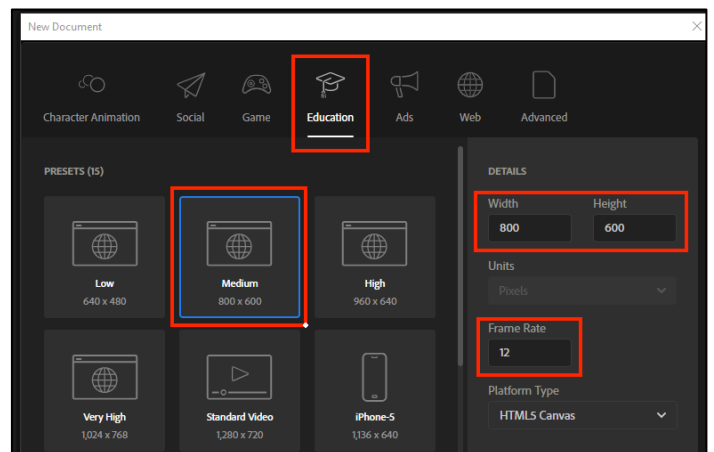 New Document
Character Animation
Social
Game
Education
Ads
Web
Advanced
PRESETS (15)
Low
640 x 480
Medium
800 x 600
High
960 x 640
Very High
1,024 x 768
Standard Video
1,280 x 720
iPhone-5
1,136 x 640
DETAILS
Width Height
800 600
Units
Pixels
Frame Rate
12
Platform Type
HTML5 Canvas